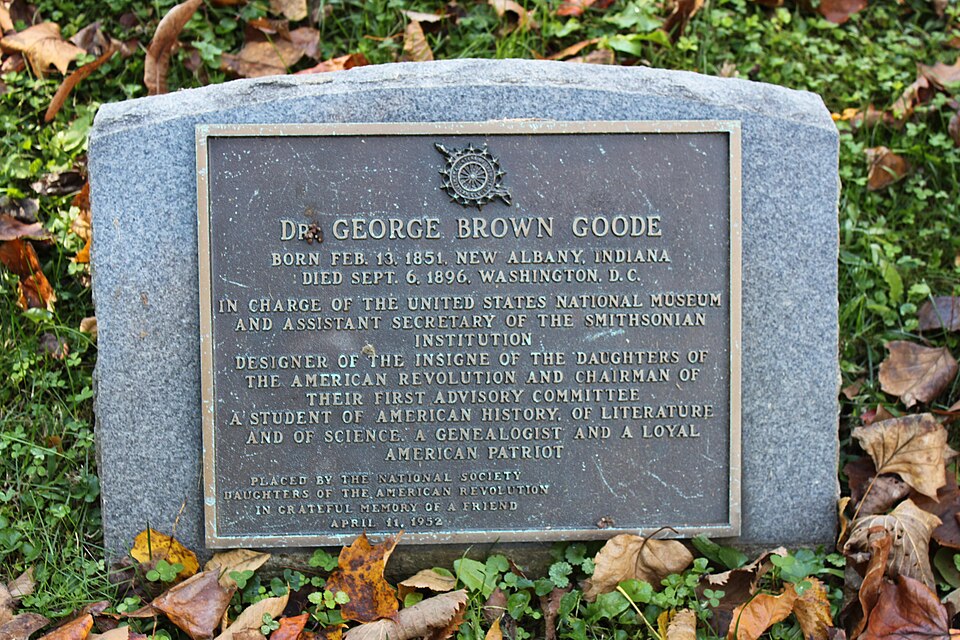 DR. GEORGE BROWN GOODE
BORN FEB. 13. 1851, NEW ALBANY, INDIANA
DIED SEPT. 6, 1896, WASHINGTON, D.C.
IN CHARGE OF THE UNITED STATES NATIONAL MUSEUM
AND ASSISTANT SECRETARY OF THE SMITHSONIAN
INSTITUTION
DESIGNER OF THE INSIGNE OF THE DAUGHTERS OF
THE AMERICAN REVOLUTION AND CHAIRMAN OF
THEIR FIRST ADVISORY COMMITTEE
A STUDENT OF AMERICAN HISTORY, OF LITERATURE
AND OF SCIENCE. A GENEALOGIST AND A LOYAL
AMERICAN PATRIOT
PLACED BY THE NATIONAL SOCIETY
DAUGHTERS OF THE AMERICAN REVOLUTION
IN GRATEFUL MEMORY OF A FRIEND
APRIL 11, 1952